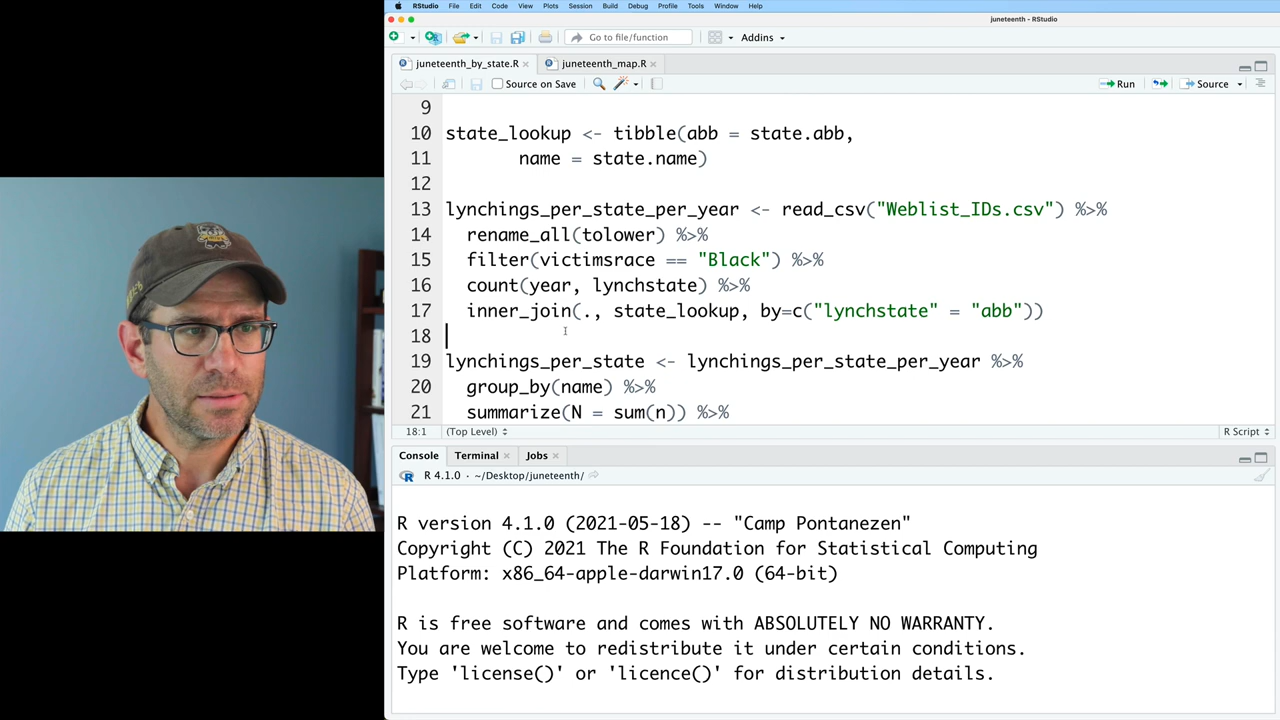 RStudio File Edit Code View Plots Session Build Debug Profile Tools Window Help
juneteenth - RStudio
Go to file/function Addins
juneteenth_by_state.R juneteenth_map.R
Source on Save Run Source
9
10 state_lookup <- tibble(abb = state.abb,
11 name = state.name)
12
13 lynchings_per_state_per_year <- read_csv("Weblist_IDs.csv") %>%
14 rename_all(tolower) %>%
15 filter(victimsrace == "Black") %>%
16 count(year, lynchstate) %>%
17 inner_join(., state_lookup, by=c("lynchstate" = "abb"))
18
19 lynchings_per_state <- lynchings_per_state_per_year %>%
20 group_by(name) %>%
21 summarize(N = sum(n)) %>%
18:1 (Top Level) R Script
Console Terminal Jobs
R 4.1.0 · ~/Desktop/juneteenth/
R version 4.1.0 (2021-05-18) -- "Camp Pontanezen"
Copyright (C) 2021 The R Foundation for Statistical Computing
Platform: x86_64-apple-darwin17.0 (64-bit)
R is free software and comes with ABSOLUTELY NO WARRANTY.
You are welcome to redistribute it under certain conditions.
Type 'license()' or 'licence()' for distribution details.